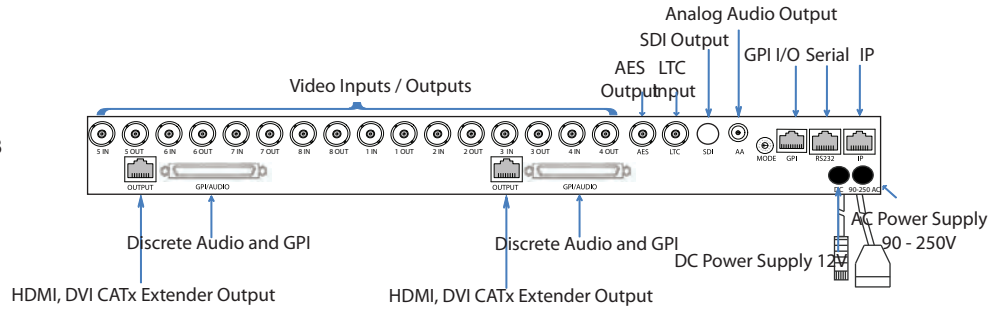 Analog Audio Output
SDI Output
GPI I/O Serial IP
AES LTC
Output Input
Video Inputs / Outputs
5 IN 5 OUT 6 IN 6 OUT 7 IN 7 OUT 8 IN 8 OUT 1 IN 1 OUT 2 IN 2 OUT 3 IN 3 OUT 4 IN 4 OUT AES LTC SDI AA MODE GPI RS232 IP
OUTPUT GPI/AUDIO OUTPUT GPI/AUDIO DC 90-250 AC
AC Power Supply
90 - 250V
Discrete Audio and GPI Discrete Audio and GPI
DC Power Supply 12V
HDMI, DVI CATx Extender Output HDMI, DVI CATx Extender Output